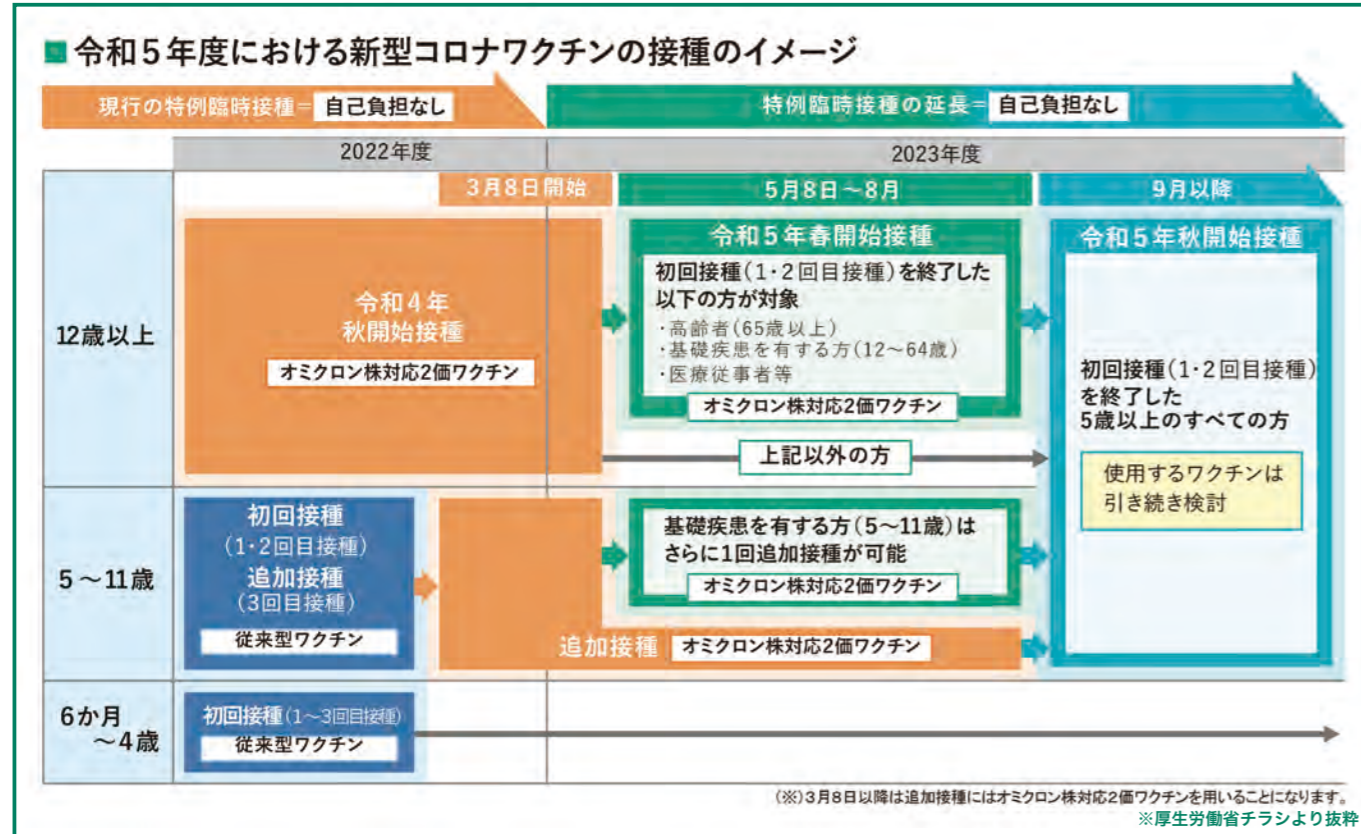 ■ 令和5年度における新型コロナワクチンの接種のイメージ
現行の特例臨時接種＝ 自己負担なし
特例臨時接種の延長＝ 自己負担なし
2022年度
2023年度
3月8日開始
5月8日～8月
9月以降
12歳以上
令和4年
秋開始接種
オミクロン株対応2価ワクチン
令和5年春開始接種
初回接種(1・2回目接種)を終了した
以下の方が対象
・高齢者(65歳以上)
・基礎疾患を有する方(12～64歳)
・医療従事者等
オミクロン株対応2価ワクチン
上記以外の方
令和5年秋開始接種
初回接種(1・2回目接種)
を終了した
5歳以上のすべての方
使用するワクチンは
引き続き検討
5～11歳
初回接種
(1・2回目接種)
追加接種
(3回目接種)
従来型ワクチン
基礎疾患を有する方(5～11歳)は
さらに1回追加接種が可能
オミクロン株対応2価ワクチン
追加接種 オミクロン株対応2価ワクチン
6か月
～4歳
初回接種(1～3回目接種)
従来型ワクチン
(※)3月8日以降は追加接種にはオミクロン株対応2価ワクチンを用いることになります。
※厚生労働省チラシより抜粋